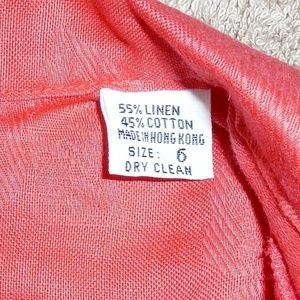 55% LINEN
45% COTTON
MADE IN HONG KONG
SIZE: 6
DRY CLEAN